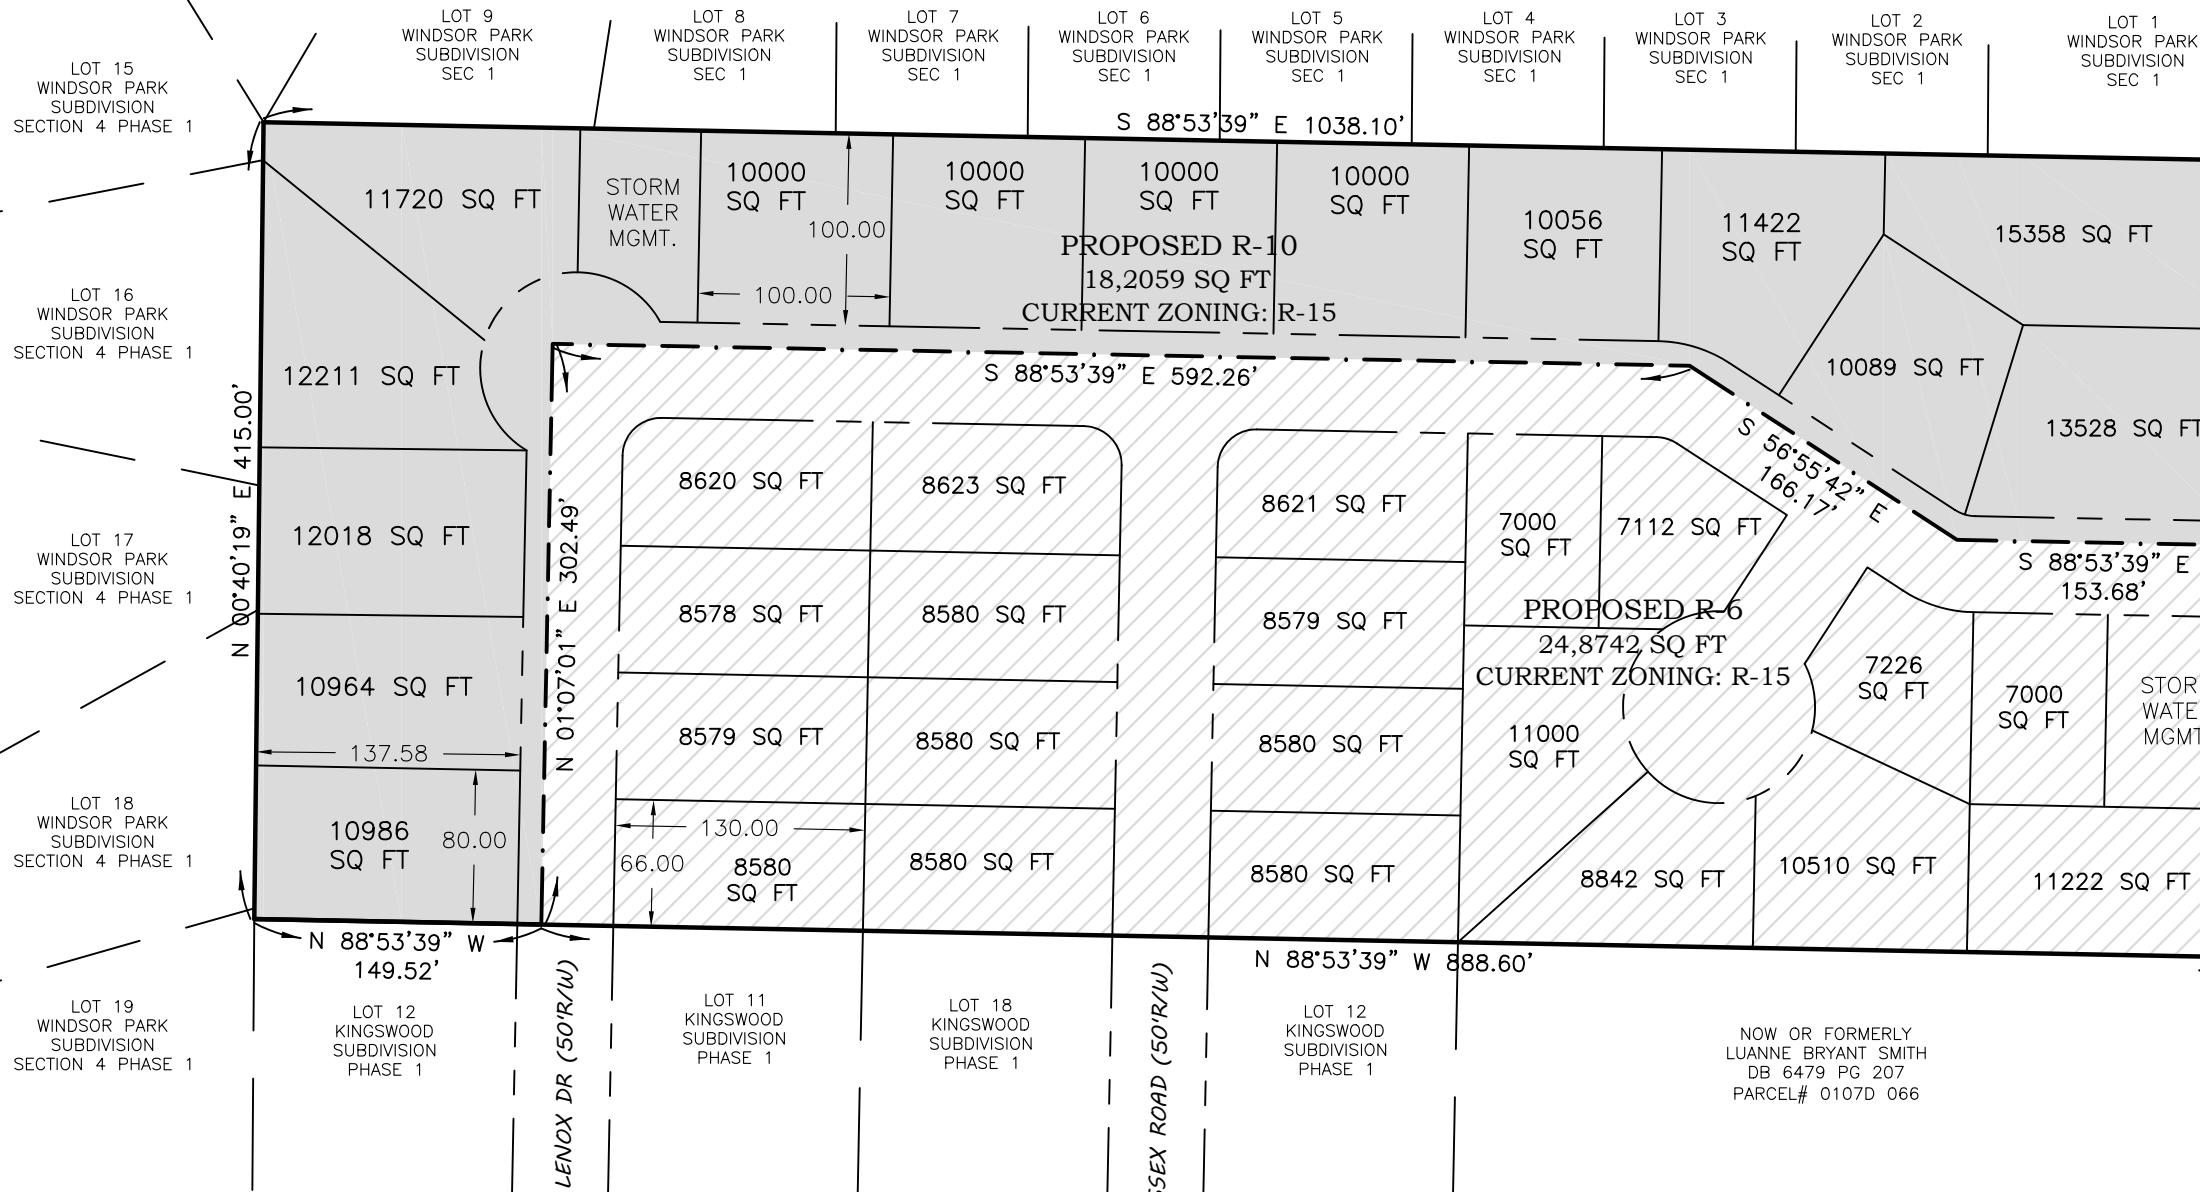 LOT 9
WINDSOR PARK
SUBDIVISION
SEC 1
LOT 8
WINDSOR PARK
SUBDIVISION
SEC 1
LOT 7
WINDSOR PARK
SUBDIVISION
SEC 1
LOT 6
WINDSOR PARK
SUBDIVISION
SEC 1
LOT 5
WINDSOR PARK
SUBDIVISION
SEC 1
LOT 4
WINDSOR PARK
SUBDIVISION
SEC 1
LOT 3
WINDSOR PARK
SUBDIVISION
SEC 1
LOT 2
WINDSOR PARK
SUBDIVISION
SEC 1
LOT 1
WINDSOR PARK
SUBDIVISION
SEC 1
LOT 15
WINDSOR PARK
SUBDIVISION
SECTION 4 PHASE 1
LOT 16
WINDSOR PARK
SUBDIVISION
SECTION 4 PHASE 1
LOT 17
WINDSOR PARK
SUBDIVISION
SECTION 4 PHASE 1
LOT 18
WINDSOR PARK
SUBDIVISION
SECTION 4 PHASE 1
LOT 19
WINDSOR PARK
SUBDIVISION
SECTION 4 PHASE 1
S 88°53'39" E 1038.10'
N 00°40'19" E 415.00'
11720 SQ FT
STORM
WATER
MGMT.
10000
SQ FT
100.00
100.00
10000
SQ FT
10000
SQ FT
10000
SQ FT
10056
SQ FT
11422
SQ FT
15358 SQ FT
PROPOSED R-10
18,2059 SQ FT
CURRENT ZONING: R-15
10089 SQ FT
13528 SQ FT
12211 SQ FT
12018 SQ FT
10964 SQ FT
137.58
10986
SQ FT
80.00
S 88°53'39" E 592.26'
N 01°07'01" E 302.49'
S 56°55'42" E
166.17'
S 88°53'39" E
153.68'
8620 SQ FT
8623 SQ FT
8578 SQ FT
8580 SQ FT
8579 SQ FT
8580 SQ FT
130.00
66.00
8580
SQ FT
8580 SQ FT
8621 SQ FT
8579 SQ FT
8580 SQ FT
8580 SQ FT
7000
SQ FT
7112 SQ FT
PROPOSED R-6
24,8742 SQ FT
CURRENT ZONING: R-15
11000
SQ FT
7226
SQ FT
7000
SQ FT
STOR
WATE
MGMT
8842 SQ FT
10510 SQ FT
11222 SQ FT
N 88°53'39" W
149.52'
N 88°53'39" W 888.60'
LOT 12
KINGSWOOD
SUBDIVISION
PHASE 1
LENOX DR (50'R/W)
LOT 11
KINGSWOOD
SUBDIVISION
PHASE 1
LOT 18
KINGSWOOD
SUBDIVISION
PHASE 1
SSEX ROAD (50'R/W)
LOT 12
KINGSWOOD
SUBDIVISION
PHASE 1
NOW OR FORMERLY
LUANNE BRYANT SMITH
DB 6479 PG 207
PARCEL# 0107D 066